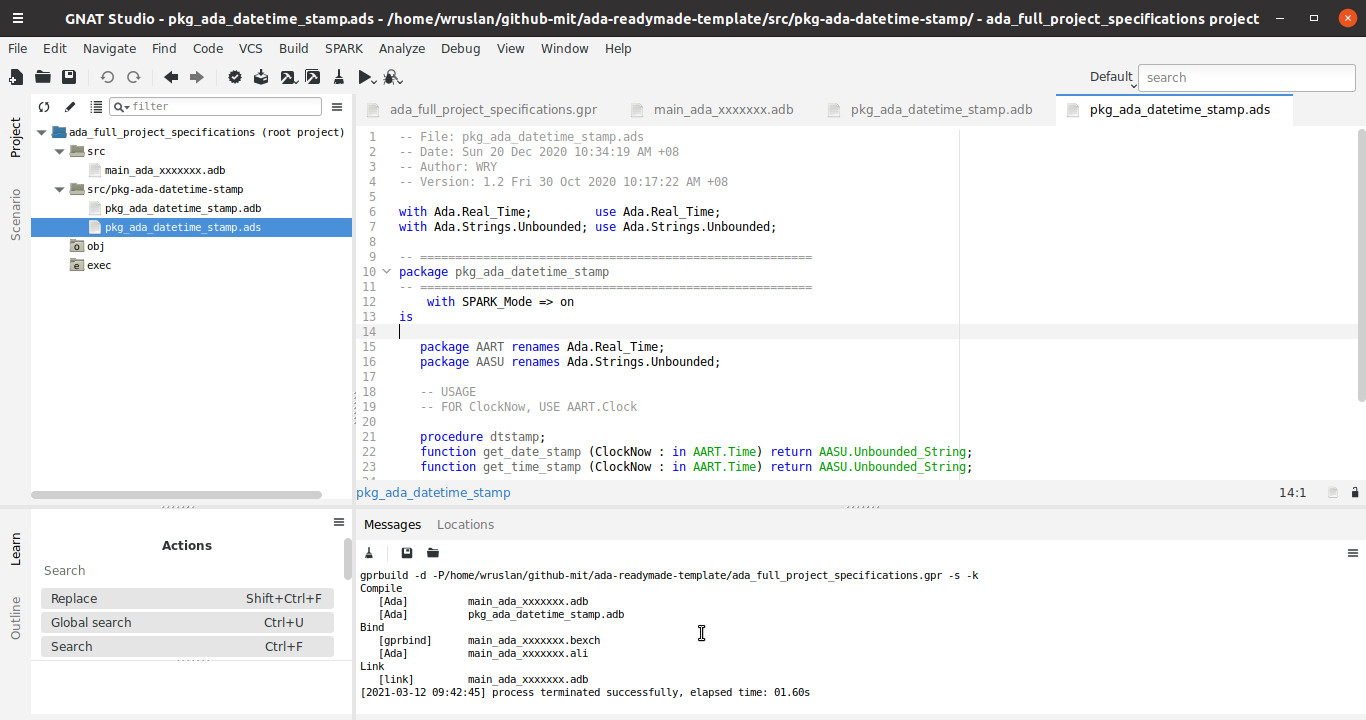 GNAT Studio - pkg_ada_datetime_stamp.ads - /home/wruslan/github-mit/ada-readymade-template/src/pkg-ada-datetime-stamp/ - ada_full_project_specifications project
File Edit Navigate Find Code VCS Build SPARK Analyze Debug View Window Help
Default search
Project
Scenario
filter
ada_full_project_specifications (root project)
src
main_ada_xxxxxxx.adb
src/pkg-ada-datetime-stamp
pkg_ada_datetime_stamp.adb
pkg_ada_datetime_stamp.ads
obj
exec
ada_full_project_specifications.gpr main_ada_xxxxxxx.adb pkg_ada_datetime_stamp.adb pkg_ada_datetime_stamp.ads
1 -- File: pkg_ada_datetime_stamp.ads
2 -- Date: Sun 20 Dec 2020 10:34:19 AM +08
3 -- Author: WRY
4 -- Version: 1.2 Fri 30 Oct 2020 10:17:22 AM +08
5
6 with Ada.Real_Time;         use Ada.Real_Time;
7 with Ada.Strings.Unbounded; use Ada.Strings.Unbounded;
8
9 -- ========================================================
10 package pkg_ada_datetime_stamp
11 -- ========================================================
12     with SPARK_Mode => on
13 is
14
15    package AART renames Ada.Real_Time;
16    package AASU renames Ada.Strings.Unbounded;
17
18    -- USAGE
19    -- FOR ClockNow, USE AART.Clock
20
21    procedure dtstamp;
22    function get_date_stamp (ClockNow : in AART.Time) return AASU.Unbounded_String;
23    function get_time_stamp (ClockNow : in AART.Time) return AASU.Unbounded_String;
pkg_ada_datetime_stamp 14:1
Learn
Outline
Actions
Search
Replace Shift+Ctrl+F
Global search Ctrl+U
Search Ctrl+F
Messages Locations
gprbuild -d -P/home/wruslan/github-mit/ada-readymade-template/ada_full_project_specifications.gpr -s -k
Compile
   [Ada]          main_ada_xxxxxxx.adb
   [Ada]          pkg_ada_datetime_stamp.adb
Bind
   [gprbind]      main_ada_xxxxxxx.bexch
   [Ada]          main_ada_xxxxxxx.ali
Link
   [link]         main_ada_xxxxxxx.adb
[2021-03-12 09:42:45] process terminated successfully, elapsed time: 01.60s